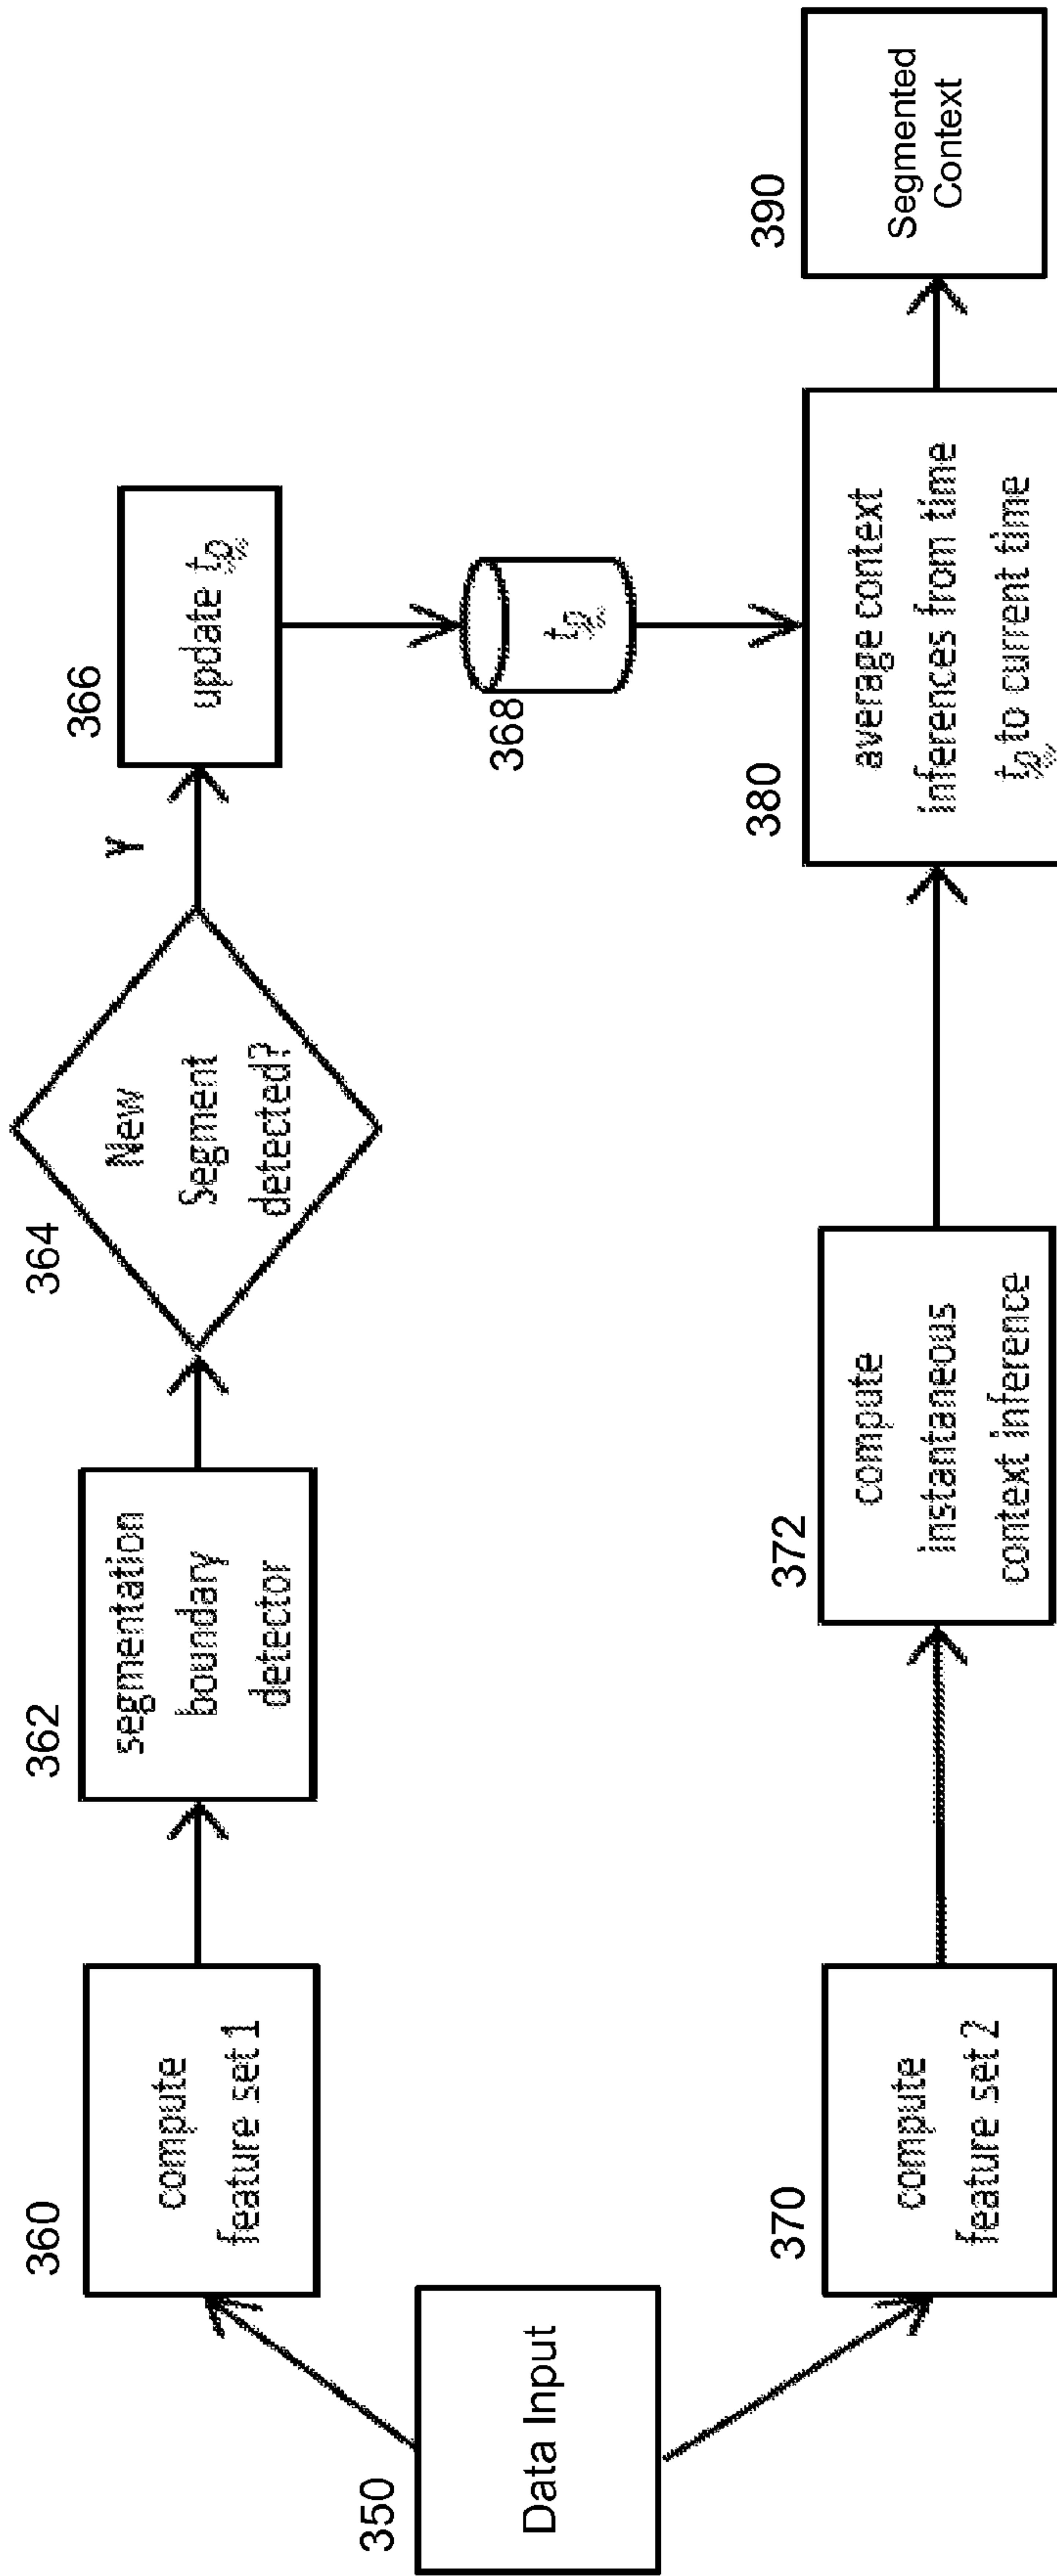 350
Data Input
360
compute
feature set 1
362
segmentation
boundary
detector
364
New
Segment
detected?
Y
366
update t₀
368
t₀
370
compute
feature set 2
372
compute
instantaneous
context inference
380
average context
inferences from time
t₀ to current time
390
Segmented
Context